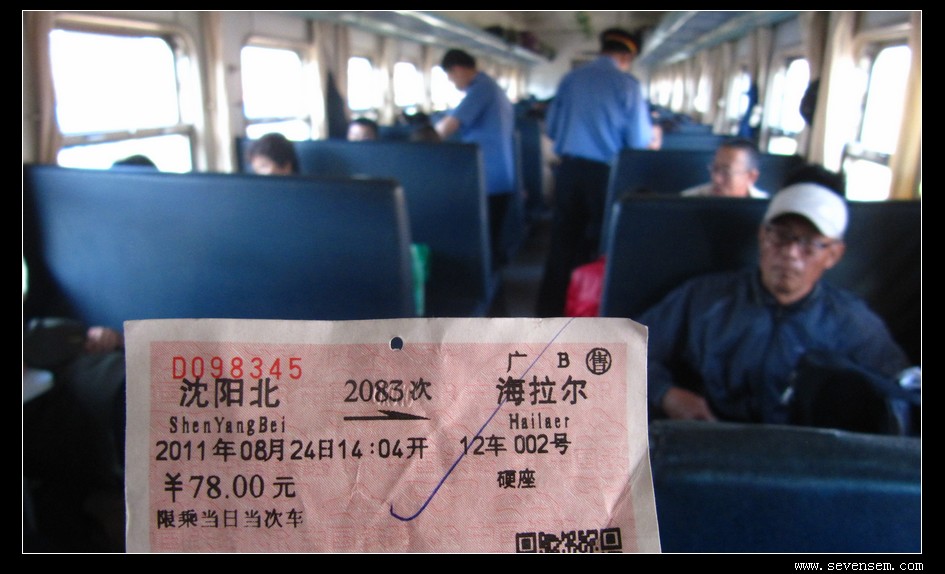 D098345 广 B 售
沈阳北 2083次 海拉尔
ShenYangBei Hailaer
2011年08月24日14:04开 12车 002号
￥78.00元 硬座
限乘当日当次车
www.sevensem.com